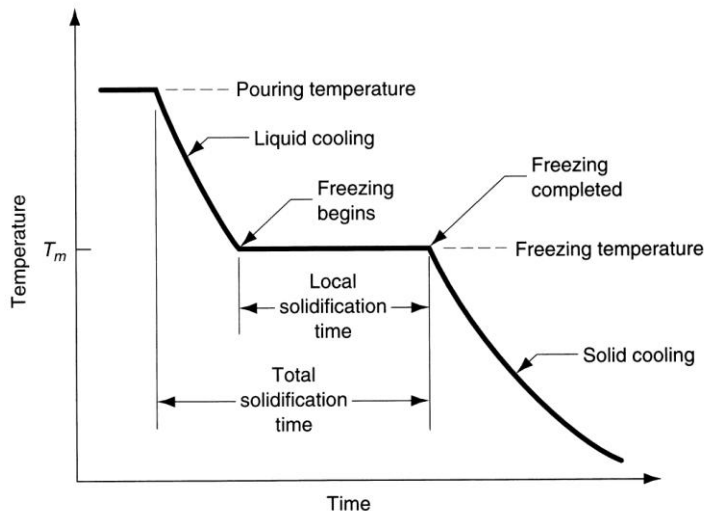 Pouring temperature
Liquid cooling
Freezing
begins
Freezing
completed
Temperature
Tm
Freezing temperature
Local
solidification
time
Solid cooling
Total
solidification
time
Time